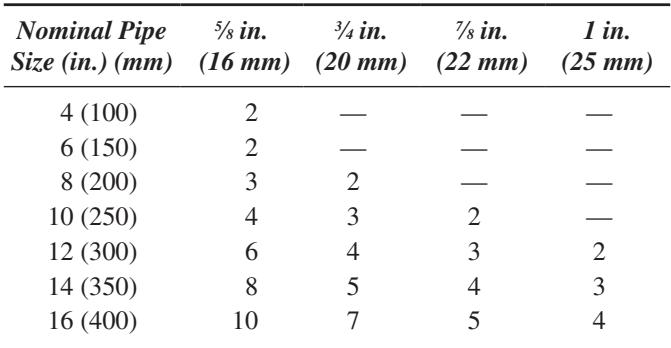 Nominal Pipe ⅝ in. ¾ in. ⅞ in. 1 in.
Size (in.) (mm) (16 mm) (20 mm) (22 mm) (25 mm)
4 (100) 2 — — —
6 (150) 2 — — —
8 (200) 3 2 — —
10 (250) 4 3 2 —
12 (300) 6 4 3 2
14 (350) 8 5 4 3
16 (400) 10 7 5 4